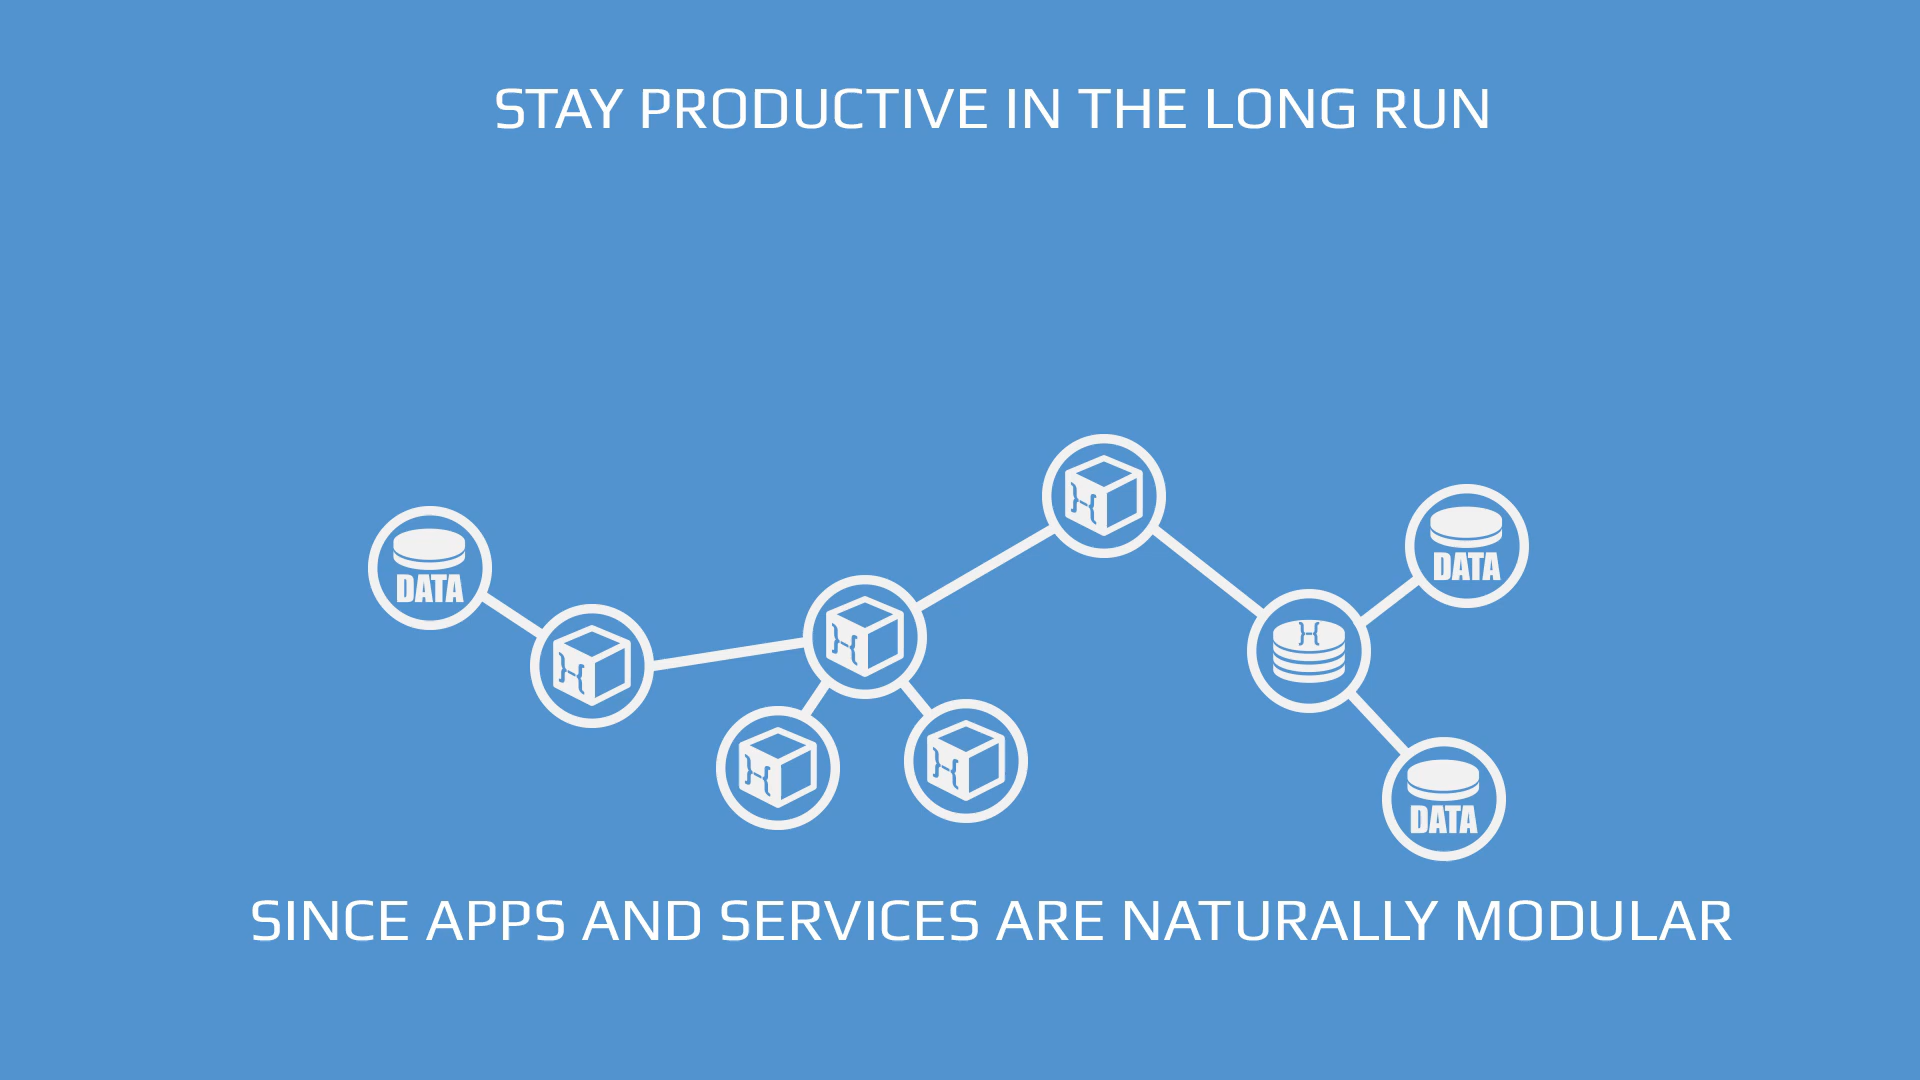 STAY PRODUCTIVE IN THE LONG RUN
DATA
DATA
DATA
SINCE APPS AND SERVICES ARE NATURALLY MODULAR